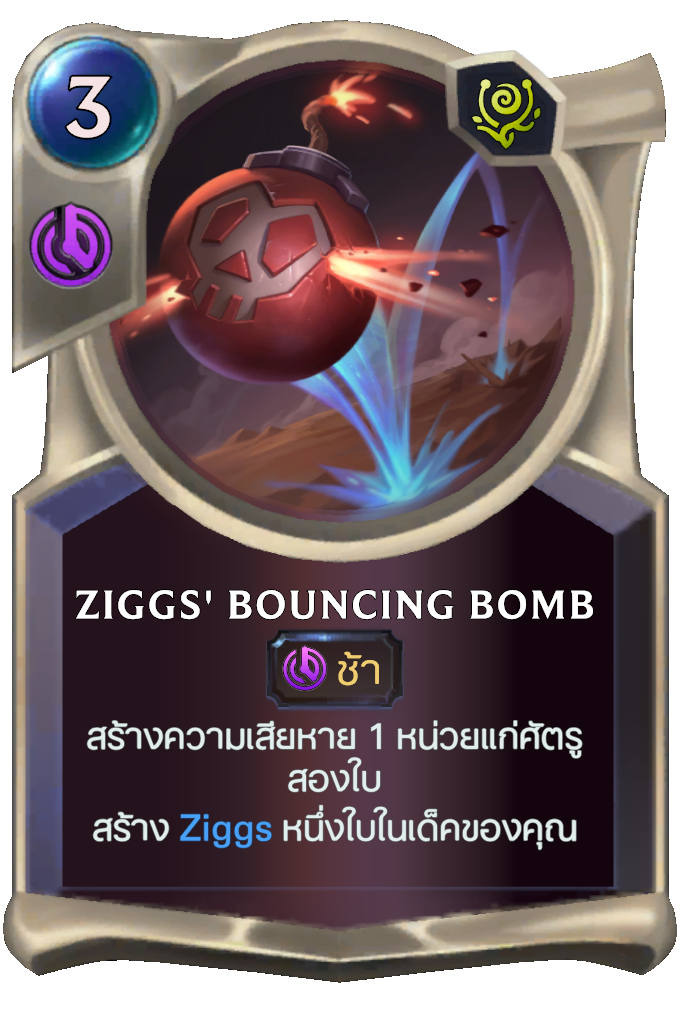 3
ZIGGS' BOUNCING BOMB
ช้า
สร้างความเสียหาย 1 หน่วยแก่ศัตรู
สองใบ
สร้าง Ziggs หนึ่งใบในเด็คของคุณ